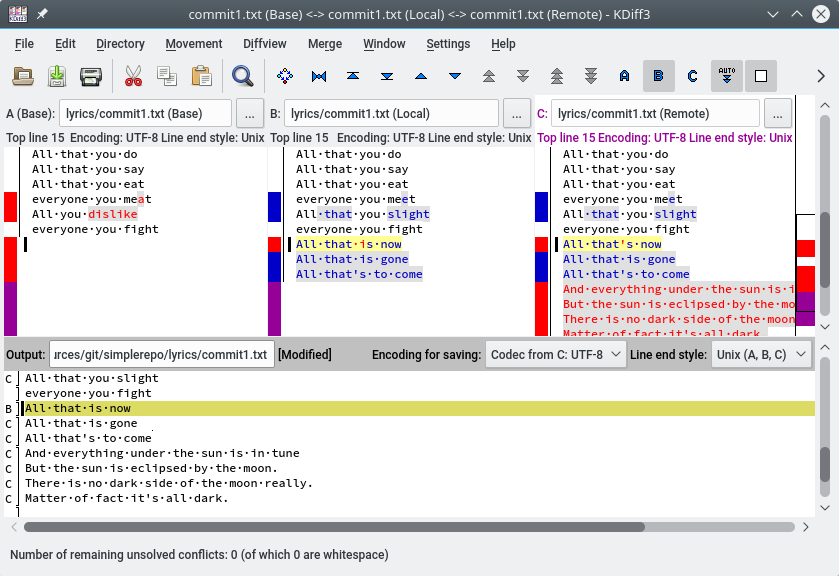 commit1.txt (Base) <-> commit1.txt (Local) <-> commit1.txt (Remote) - KDiff3
File Edit Directory Movement Diffview Merge Window Settings Help
A B C AUTO
A (Base): lyrics/commit1.txt (Base) ...
Top line 15 Encoding: UTF-8 Line end style: Unix
All·that·you·do
All·that·you·say
All·that·you·eat
everyone·you·meat
All·you·dislike
everyone·you·fight
B: lyrics/commit1.txt (Local) ...
Top line 15 Encoding: UTF-8 Line end style: Unix
All·that·you·do
All·that·you·say
All·that·you·eat
everyone·you·meet
All·that·you·slight
everyone·you·fight
All·that·is·now
All·that·is·gone
All·that's·to·come
C: lyrics/commit1.txt (Remote) ...
Top line 15 Encoding: UTF-8 Line end style: Unix
All·that·you·do
All·that·you·say
All·that·you·eat
everyone·you·meet
All·that·you·slight
everyone·you·fight
All·that's·now
All·that·is·gone
All·that's·to·come
And·everything·under·the·sun·is·i
But·the·sun·is·eclipsed·by·the·mo
There·is·no·dark·side·of·the·moon
Matter·of·fact·it's·all·dark.
Output: urces/git/simplerepo/lyrics/commit1.txt [Modified] Encoding for saving: Codec from C: UTF-8 Line end style: Unix (A, B, C)
C All·that·you·slight
everyone·you·fight
B All·that·is·now
C All·that·is·gone
C All·that's·to·come
C And·everything·under·the·sun·is·in·tune
C But·the·sun·is·eclipsed·by·the·moon.
C There·is·no·dark·side·of·the·moon·really.
C Matter·of·fact·it's·all·dark.
Number of remaining unsolved conflicts: 0 (of which 0 are whitespace)